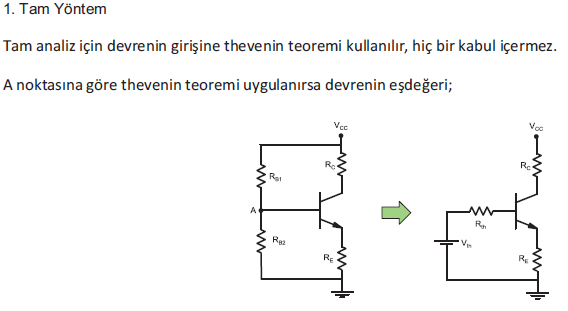 1. Tam Yöntem
Tam analiz için devrenin girişine thevenin teoremi kullanılır, hiç bir kabul içermez.
A noktasına göre thevenin teoremi uygulanırsa devrenin eşdeğeri;
VCC
RC
RB1
A
RB2
RE
VCC
RC
Rth
Vth
RE